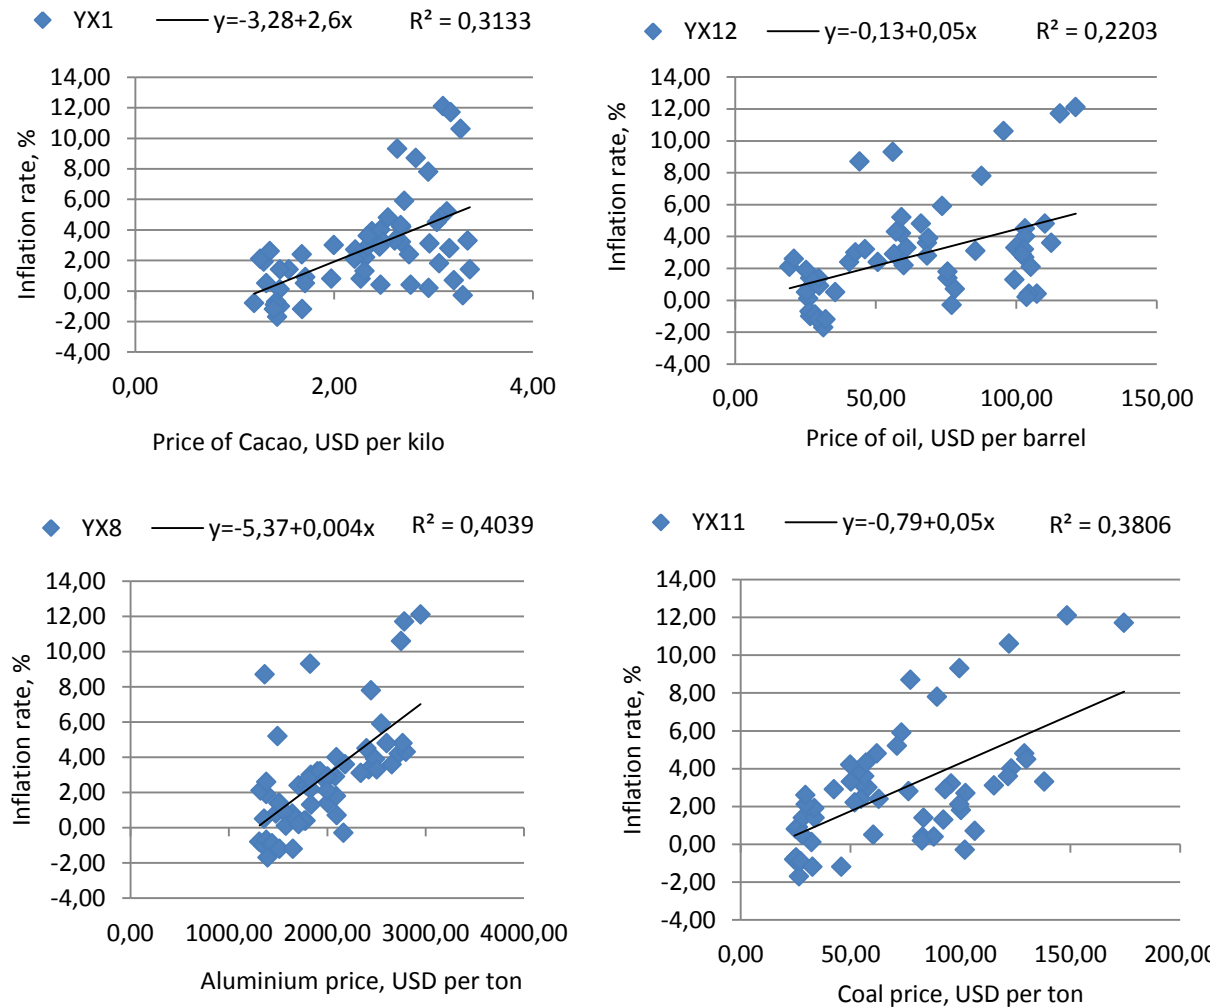 YX1 y=-3,28+2,6x R² = 0,3133
14,00
12,00
10,00
8,00
6,00
4,00
2,00
0,00
-2,00
-4,00
Inflation rate, %
0,00 2,00 4,00
Price of Cacao, USD per kilo
YX12 y=-0,13+0,05x R² = 0,2203
14,00
12,00
10,00
8,00
6,00
4,00
2,00
0,00
-2,00
-4,00
Inflation rate, %
0,00 50,00 100,00 150,00
Price of oil, USD per barrel
YX8 y=-5,37+0,004x R² = 0,4039
14,00
12,00
10,00
8,00
6,00
4,00
2,00
0,00
-2,00
-4,00
Inflation rate, %
0,00 1000,00 2000,00 3000,00 4000,00
Aluminium price, USD per ton
YX11 y=-0,79+0,05x R² = 0,3806
14,00
12,00
10,00
8,00
6,00
4,00
2,00
0,00
-2,00
-4,00
Inflation rate, %
0,00 50,00 100,00 150,00 200,00
Coal price, USD per ton